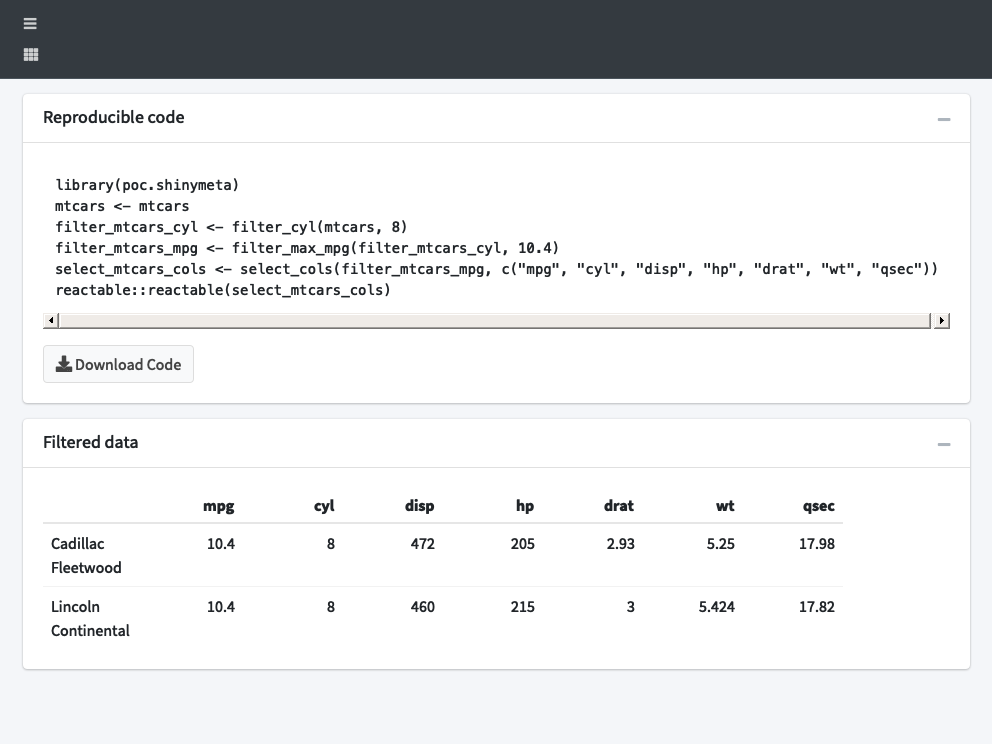 Reproducible code
library(poc.shinymeta)
mtcars <- mtcars
filter_mtcars_cyl <- filter_cyl(mtcars, 8)
filter_mtcars_mpg <- filter_max_mpg(filter_mtcars_cyl, 10.4)
select_mtcars_cols <- select_cols(filter_mtcars_mpg, c("mpg", "cyl", "disp", "hp", "drat", "wt", "qsec"))
reactable::reactable(select_mtcars_cols)
Download Code
Filtered data
mpg cyl disp hp drat wt qsec
Cadillac 10.4 8 472 205 2.93 5.25 17.98
Fleetwood
Lincoln 10.4 8 460 215 3 5.424 17.82
Continental